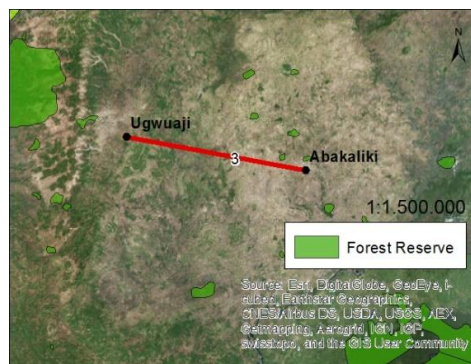 N
Ugwuaji
3
Abakaliki
1:1.500.000
Forest Reserve
Source: Esri, DigitalGlobe, GeoEye, i-
cubed, Earthstar Geographics,
CNES/Airbus DS, USDA, USGS, AEX,
Getmapping, Aerogrid, IGN, IGP,
swisstopo, and the GIS User Community